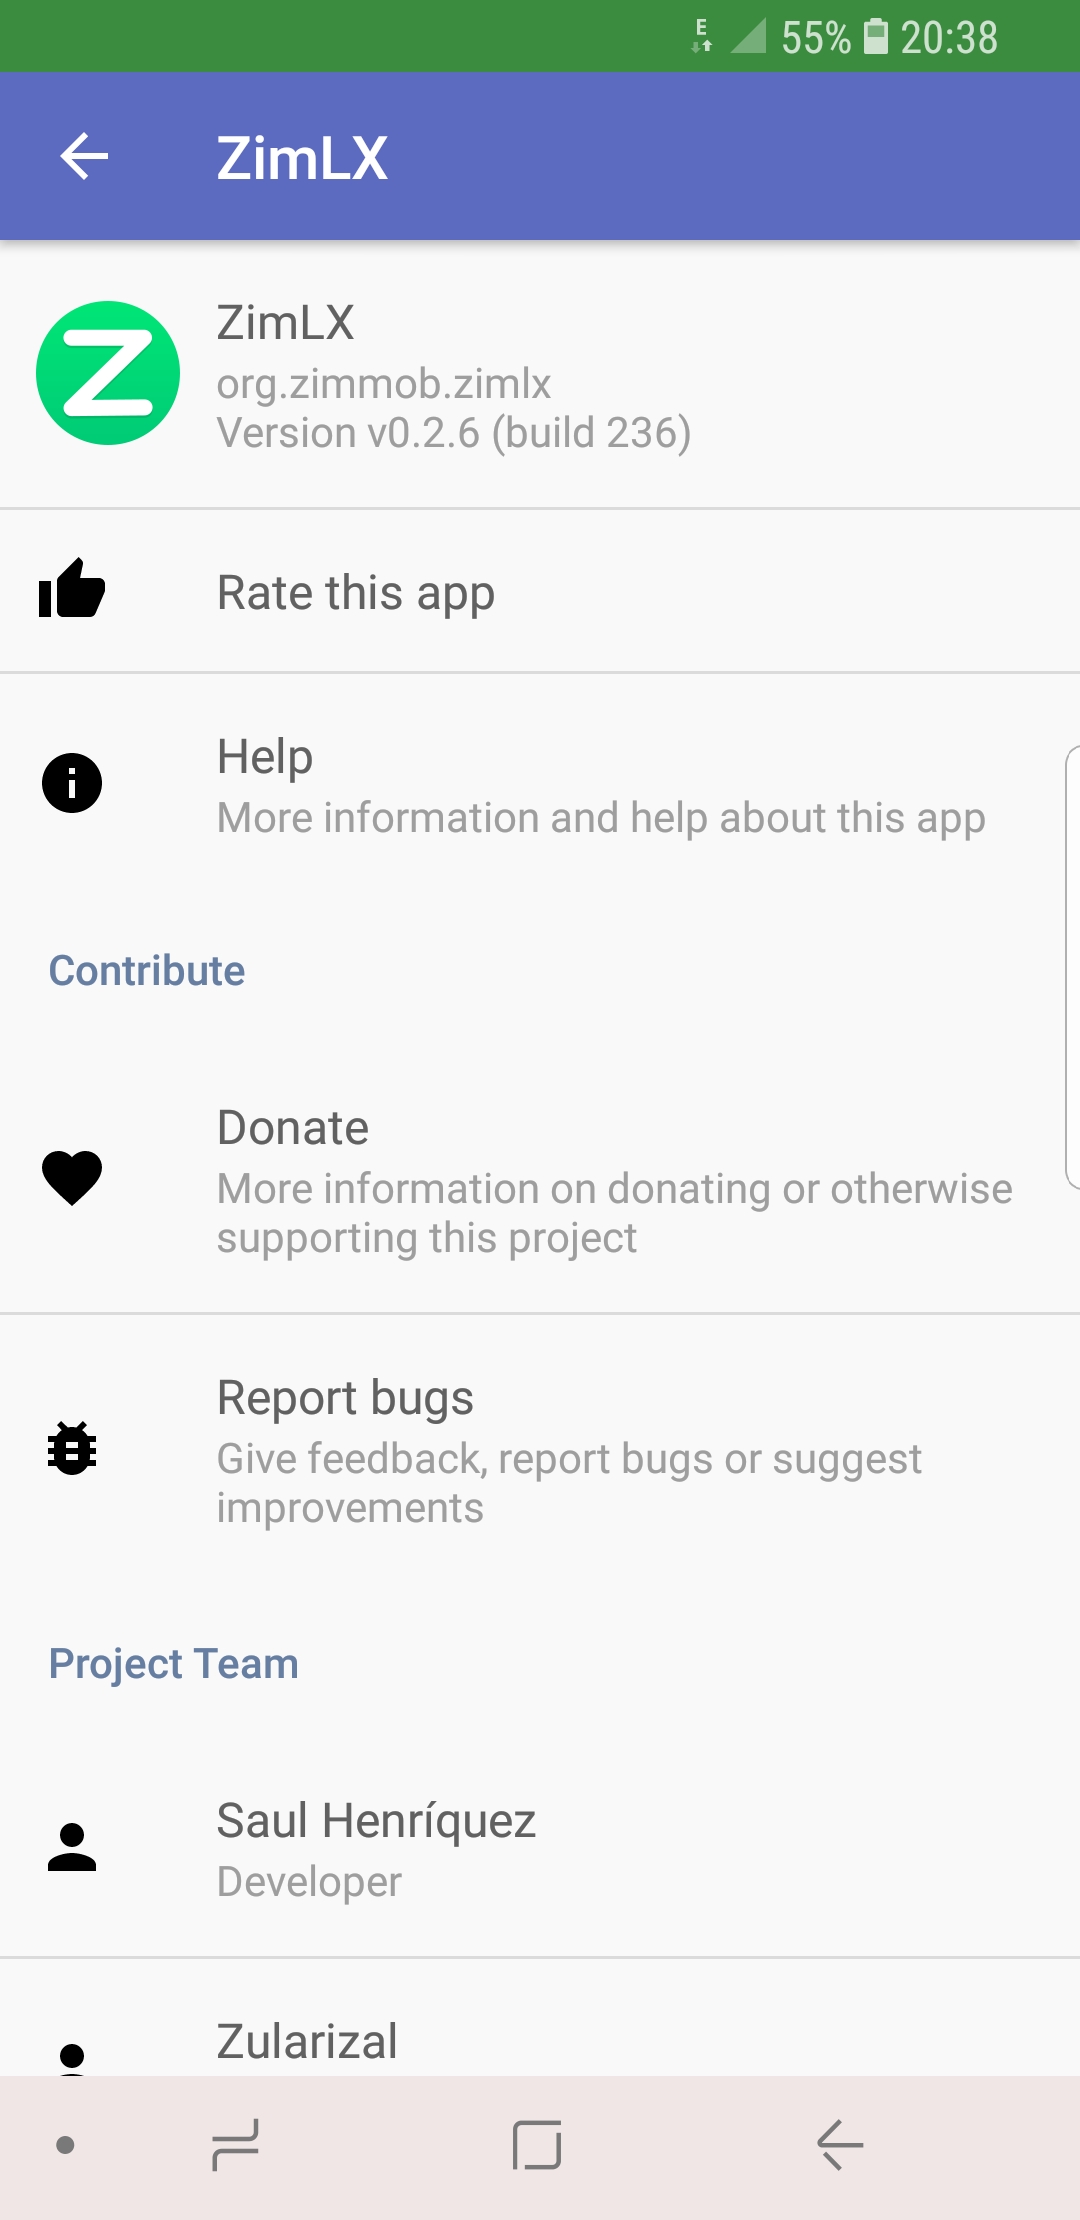 E 55% 20:38
ZimLX
ZimLX
org.zimmob.zimlx
Version v0.2.6 (build 236)
Rate this app
Help
More information and help about this app
Contribute
Donate
More information on donating or otherwise
supporting this project
Report bugs
Give feedback, report bugs or suggest
improvements
Project Team
Saul Henríquez
Developer
Zularizal